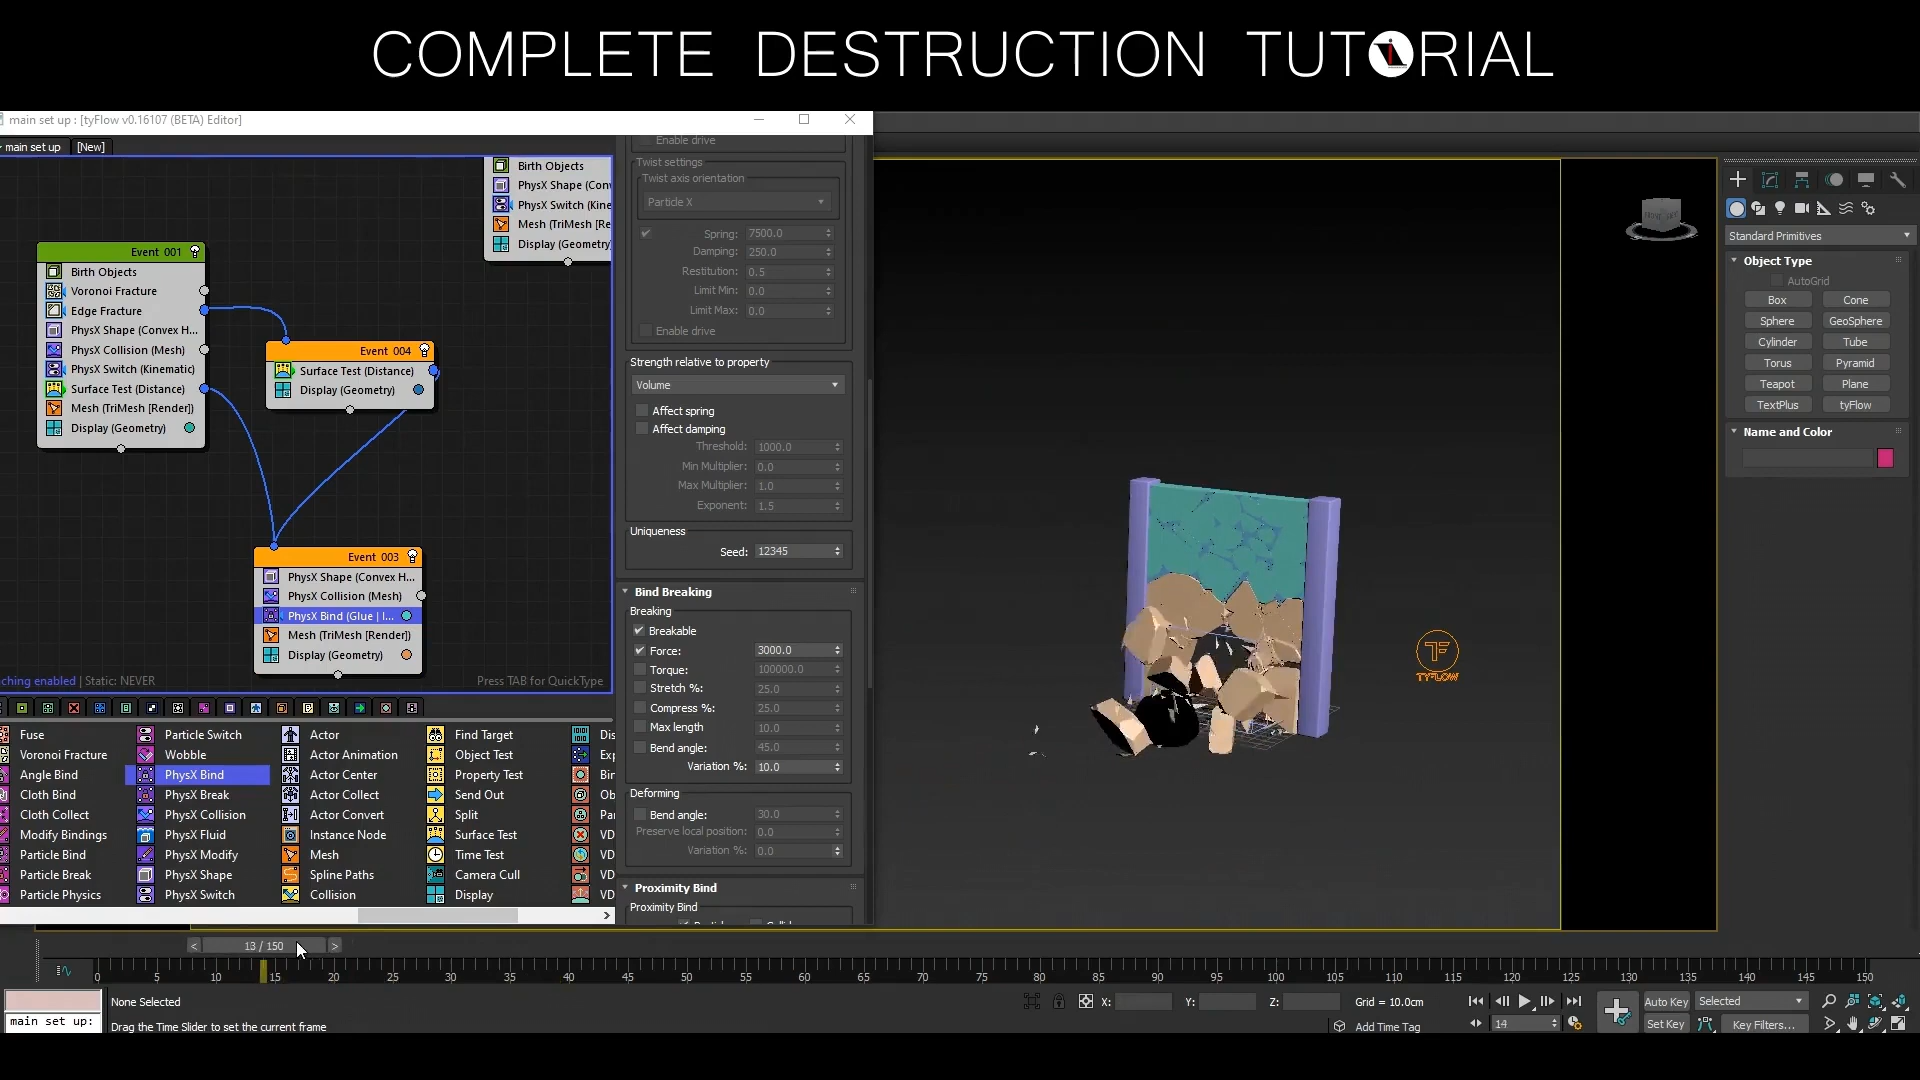 COMPLETE DESTRUCTION TUTORIAL
main set up : [tyFlow v0.16107 (BETA) Editor]
main set up
[New]
Birth Objects
PhysX Shape (Con
PhysX Switch (Kine
Mesh (TriMesh [Re
Display (Geometry
Event 001
Birth Objects
Voronoi Fracture
Edge Fracture
PhysX Shape (Convex H...
PhysX Collision (Mesh)
PhysX Switch (Kinematic)
Surface Test (Distance)
Mesh (TriMesh [Render])
Display (Geometry)
Event 004
Surface Test (Distance)
Display (Geometry)
Event 003
PhysX Shape (Convex H...
PhysX Collision (Mesh)
PhysX Bind (Glue | I...
Mesh (TriMesh [Render])
Display (Geometry)
ching enabled | Static: NEVER
Press TAB for QuickType
Fuse
Voronoi Fracture
Angle Bind
Cloth Bind
Cloth Collect
Modify Bindings
Particle Bind
Particle Break
Particle Physics
Particle Switch
Wobble
PhysX Bind
PhysX Break
PhysX Collision
PhysX Fluid
PhysX Modify
PhysX Shape
PhysX Switch
Actor
Actor Animation
Actor Center
Actor Collect
Actor Convert
Instance Node
Mesh
Spline Paths
Collision
Find Target
Object Test
Property Test
Send Out
Split
Surface Test
Time Test
Camera Cull
Display
Dis
Exp
Bir
Ob
Pa
VD
VD
VD
VD
Enable drive
Twist settings
Twist axis orientation
Particle X
Spring: 7500.0
Damping: 250.0
Restitution: 0.5
Limit Min: 0.0
Limit Max: 0.0
Enable drive
Strength relative to property
Volume
Affect spring
Affect damping
Threshold: 1000.0
Min Multiplier: 0.0
Max Multiplier: 1.0
Exponent: 1.5
Uniqueness
Seed: 12345
Bind Breaking
Breaking
Breakable
Force: 3000.0
Torque: 100000.0
Stretch %: 25.0
Compress %: 25.0
Max length 10.0
Bend angle: 45.0
Variation %: 10.0
Deforming
Bend angle: 30.0
Preserve local position: 0.0
Variation %: 0.0
Proximity Bind
Proximity Bind
TF
TYFLOW
Standard Primitives
Object Type
AutoGrid
Box Cone
Sphere GeoSphere
Cylinder Tube
Torus Pyramid
Teapot Plane
TextPlus tyFlow
Name and Color
< 13 / 150 >
0 5 10 15 20 25 30 35 40 45 50 55 60 65 70 75 80 85 90 95 100 105 110 115 120 125 130 135 140 145 150
None Selected
X: Y: Z: Grid = 10.0cm
Auto Key Selected
main set up:
Drag the Time Slider to set the current frame
Add Time Tag
14
Set Key Key Filters...